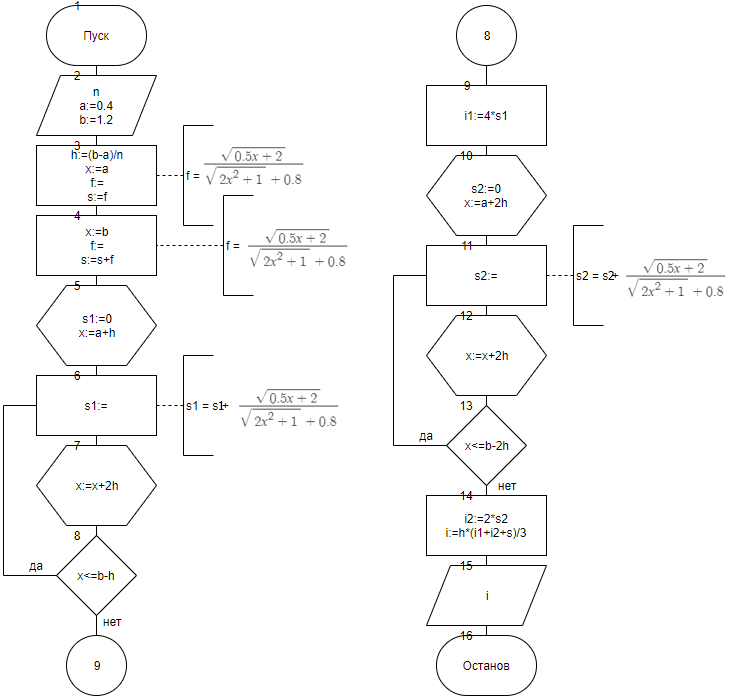 1
Пуск
2
n
a:=0.4
b:=1.2
3
h:=(b-a)/n
x:=a
f:=
s:=f
f = √(0.5x + 2) / (√(2x² + 1) + 0.8)
4
x:=b
f:=
s:=s+f
f = √(0.5x + 2) / (√(2x² + 1) + 0.8)
5
s1:=0
x:=a+h
6
s1:=
s1 = s1+ √(0.5x + 2) / (√(2x² + 1) + 0.8)
7
x:=x+2h
8
да
x<=b-h
нет
9
8
9
i1:=4*s1
10
s2:=0
x:=a+2h
11
s2:=
s2 = s2+ √(0.5x + 2) / (√(2x² + 1) + 0.8)
12
x:=x+2h
13
да
x<=b-2h
нет
14
i2:=2*s2
i:=h*(i1+i2+s)/3
15
i
16
Останов